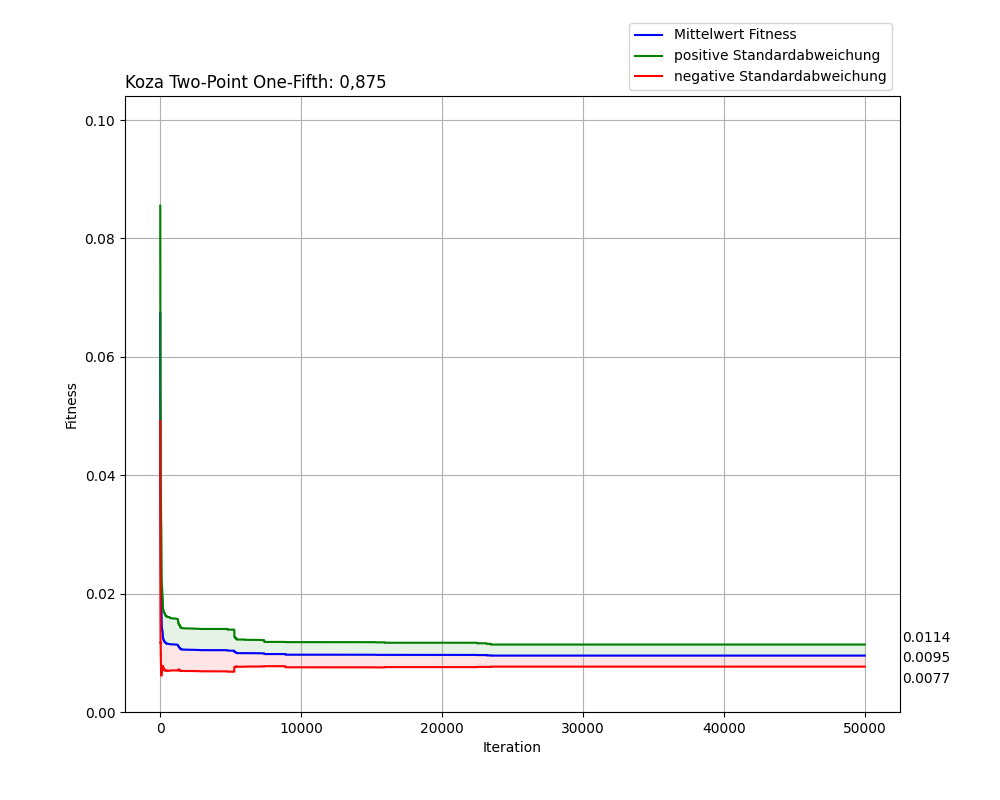 Mittelwert Fitness
positive Standardabweichung
negative Standardabweichung
Koza Two-Point One-Fifth: 0,875
0.10
0.08
0.06
0.04
0.02
0.00
Fitness
0.0114
0.0095
0.0077
0 10000 20000 30000 40000 50000
Iteration